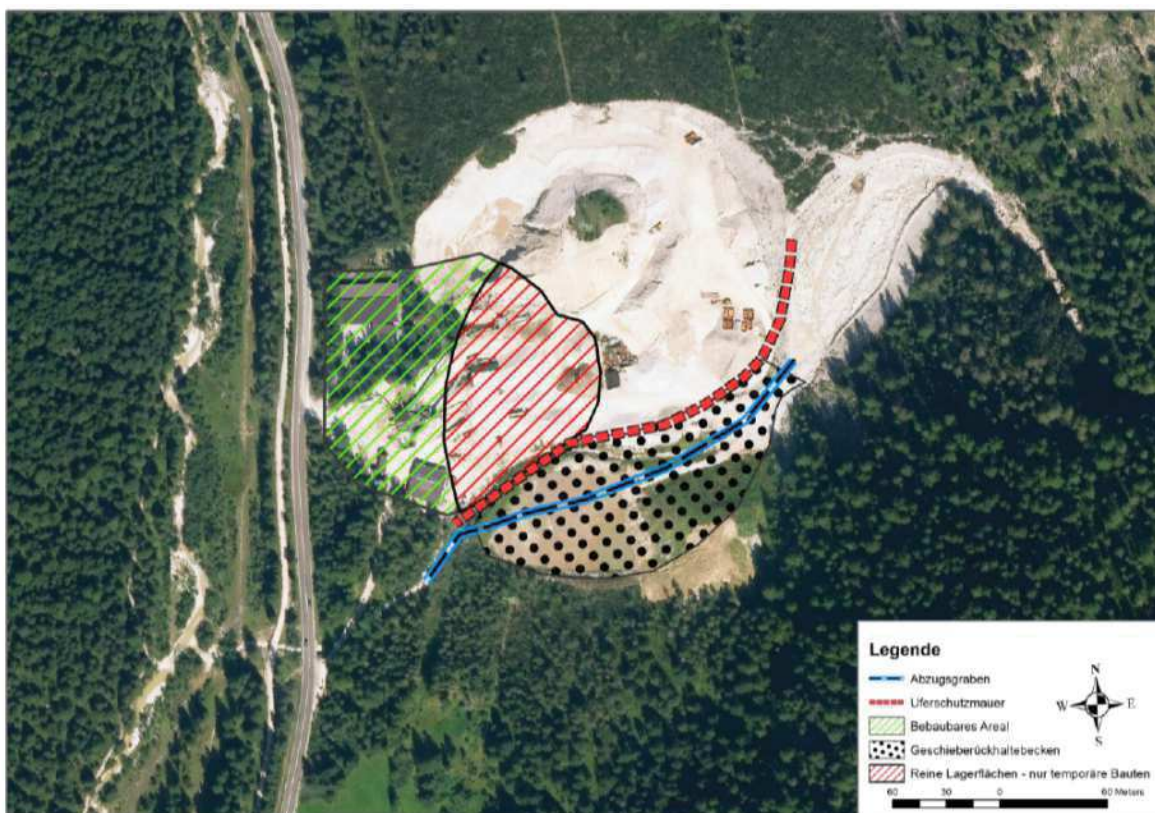 Legende
Abzugsgraben
Uferschutzmauer
Bebaubares Areal
Geschieberückhaltebecken
Reine Lagerflächen - nur temporäre Bauten
N
W E
S
60 30 0 60 Meters